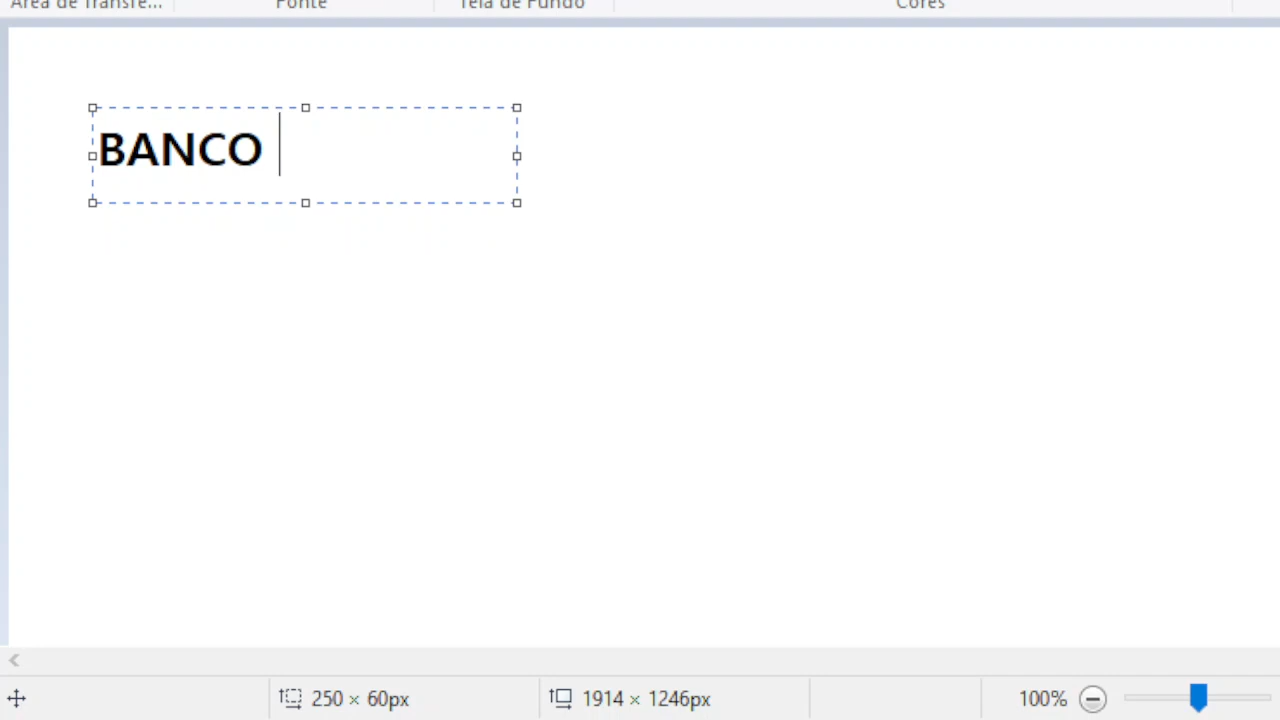 Área de Transfe...
Fonte
Tela de Fundo
Cores
BANCO
250 × 60px
1914 × 1246px
100%